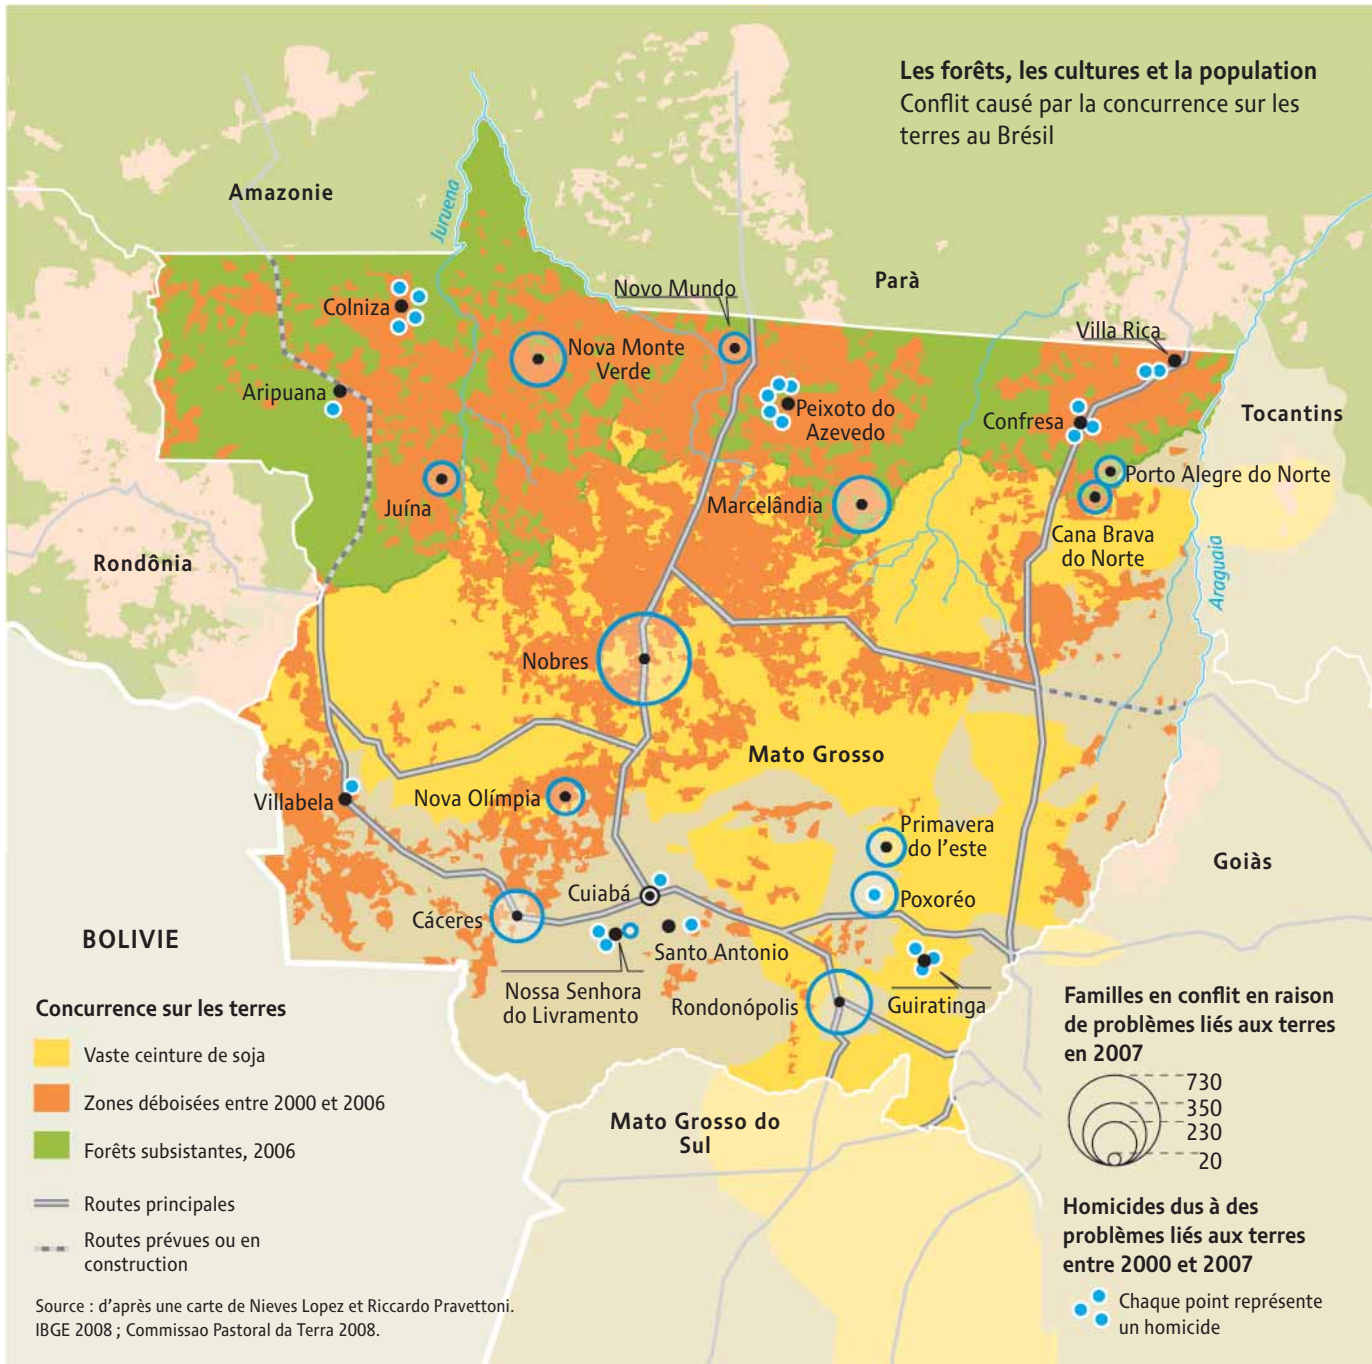 Les forêts, les cultures et la population
Conflit causé par la concurrence sur les
terres au Brésil
Amazonie
Juruena
Parà
Novo Mundo
Colniza
Villa Rica
Nova Monte
Verde
Aripuana
Peixoto do
Azevedo
Confresa
Tocantins
Porto Alegre do Norte
Juína
Marcelândia
Cana Brava
do Norte
Rondônia
Araguaia
Nobres
Mato Grosso
Villabela
Nova Olímpia
Primavera
do l'este
Goiàs
Cuiabá
Poxoréo
Cáceres
BOLIVIE
Santo Antonio
Nossa Senhora
do Livramento
Rondonópolis
Guiratinga
Mato Grosso do
Sul
Concurrence sur les terres
Vaste ceinture de soja
Zones déboisées entre 2000 et 2006
Forêts subsistantes, 2006
Routes principales
Routes prévues ou en
construction
Source : d'après une carte de Nieves Lopez et Riccardo Pravettoni.
IBGE 2008 ; Commissao Pastoral da Terra 2008.
Familles en conflit en raison
de problèmes liés aux terres
en 2007
730
350
230
20
Homicides dus à des
problèmes liés aux terres
entre 2000 et 2007
Chaque point représente
un homicide